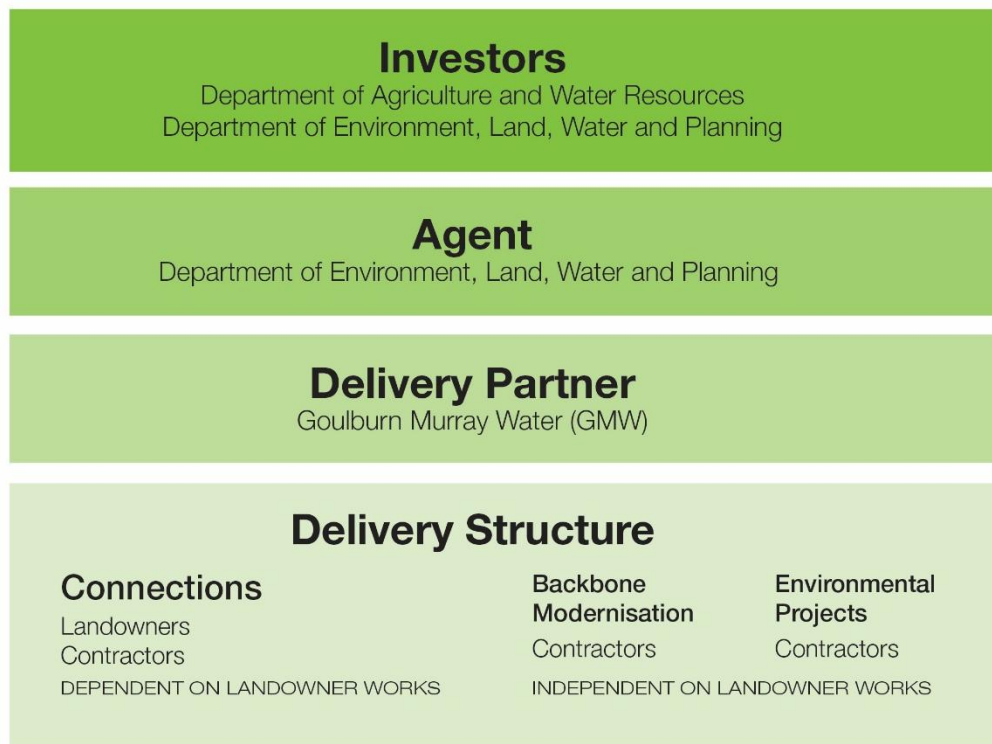 Investors
Department of Agriculture and Water Resources
Department of Environment, Land, Water and Planning
Agent
Department of Environment, Land, Water and Planning
Delivery Partner
Goulburn Murray Water (GMW)
Delivery Structure
Connections
Landowners
Contractors
DEPENDENT ON LANDOWNER WORKS
Backbone
Modernisation
Contractors
Environmental
Projects
Contractors
INDEPENDENT ON LANDOWNER WORKS